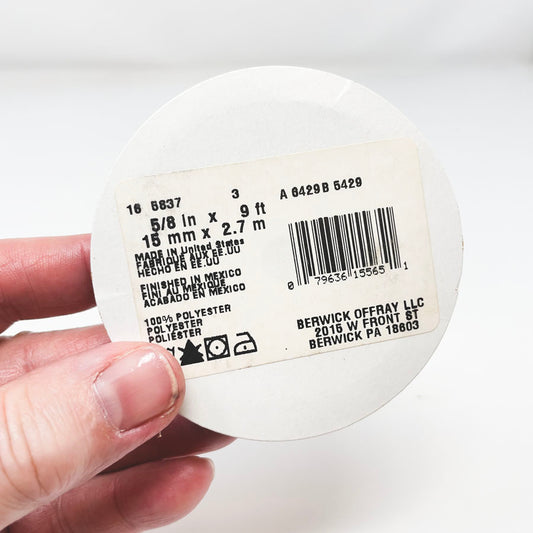 16 5837 3 A 6429 B 5429
5/8 in x 9 ft
15 mm x 2.7 m
MADE IN United States
FABRIQUÉ AUX EE.UU
HECHO EN EE.UU
FINISHED IN MEXICO
FINI AU MEXIQUE
ACABADO EN MEXICO
100% POLYESTER
POLYESTER
POLIÉSTER
0 79636 15565 1
BERWICK OFFRAY LLC
2015 W FRONT ST
BERWICK PA 18603